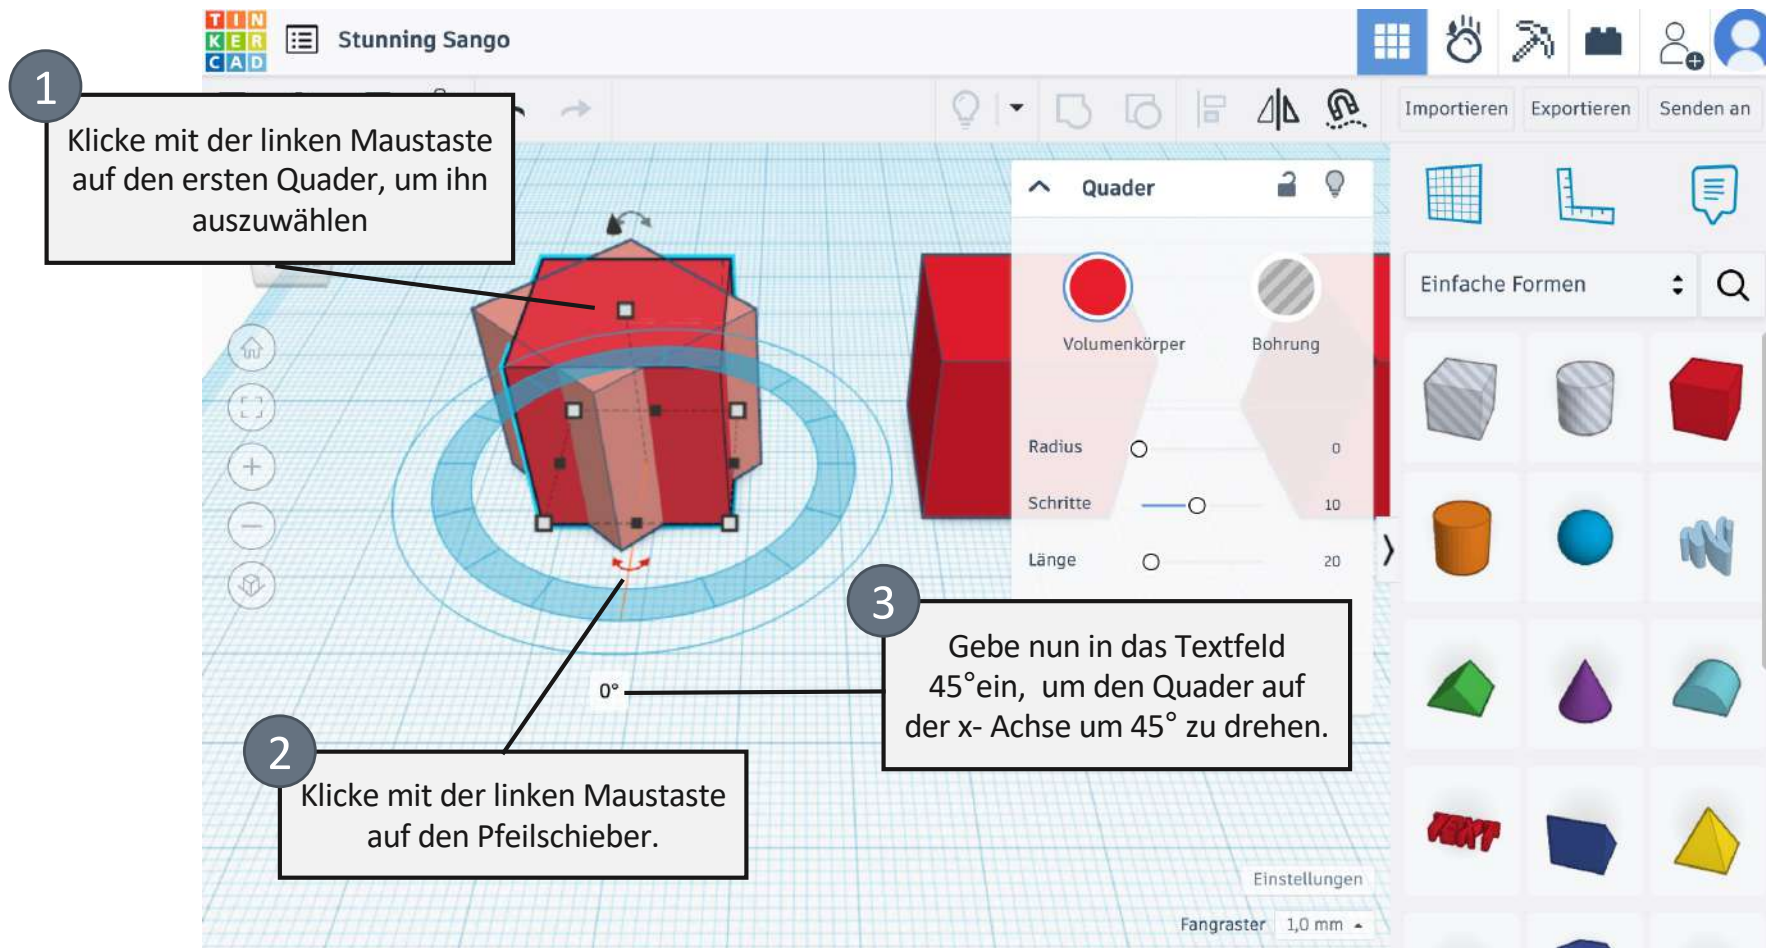 TIN
KER
CAD
Stunning Sango
1
Klicke mit der linken Maustaste
auf den ersten Quader, um ihn
auszuwählen
Importieren
Exportieren
Senden an
Quader
Volumenkörper
Bohrung
Radius
0
Schritte
10
Länge
20
Einfache Formen
3
Gebe nun in das Textfeld
45°ein, um den Quader auf
der x- Achse um 45° zu drehen.
0°
2
Klicke mit der linken Maustaste
auf den Pfeilschieber.
TEXT
Einstellungen
Fangraster 1,0 mm